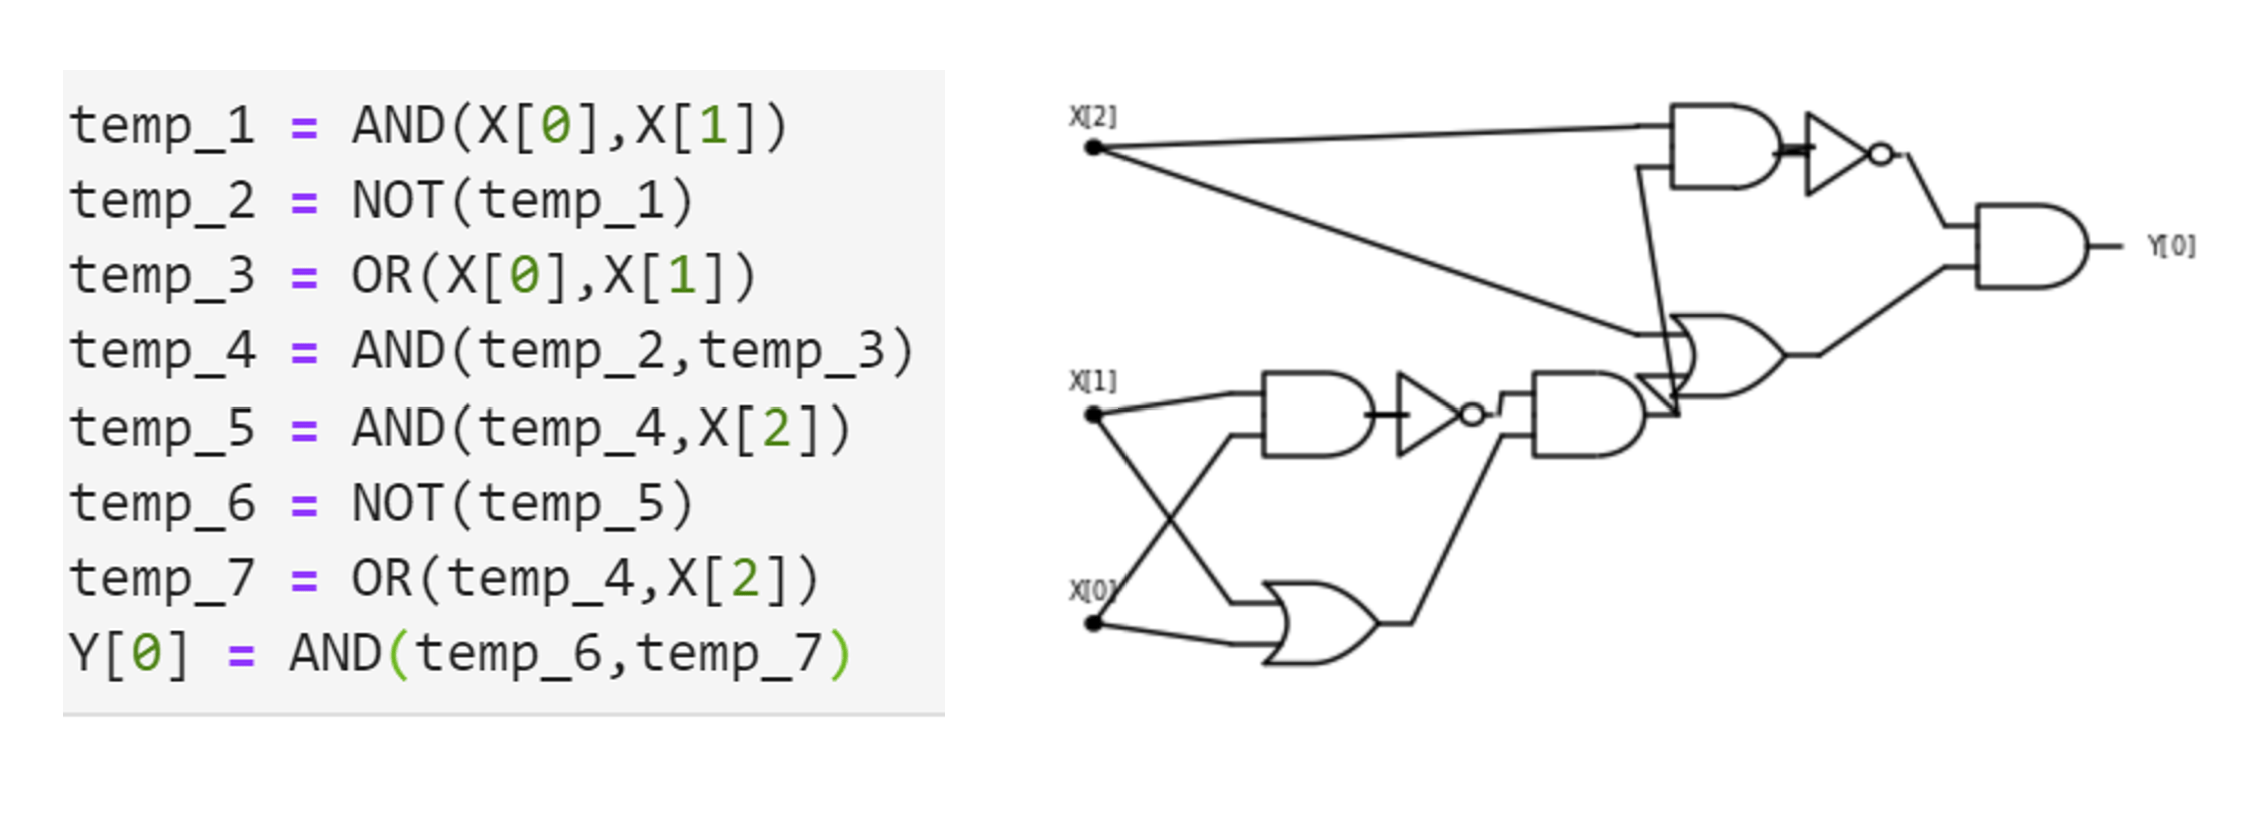 temp_1 = AND(X[0],X[1])
temp_2 = NOT(temp_1)
temp_3 = OR(X[0],X[1])
temp_4 = AND(temp_2,temp_3)
temp_5 = AND(temp_4,X[2])
temp_6 = NOT(temp_5)
temp_7 = OR(temp_4,X[2])
Y[0] = AND(temp_6,temp_7)
X[2]
Y[0]
X[1]
X[0]